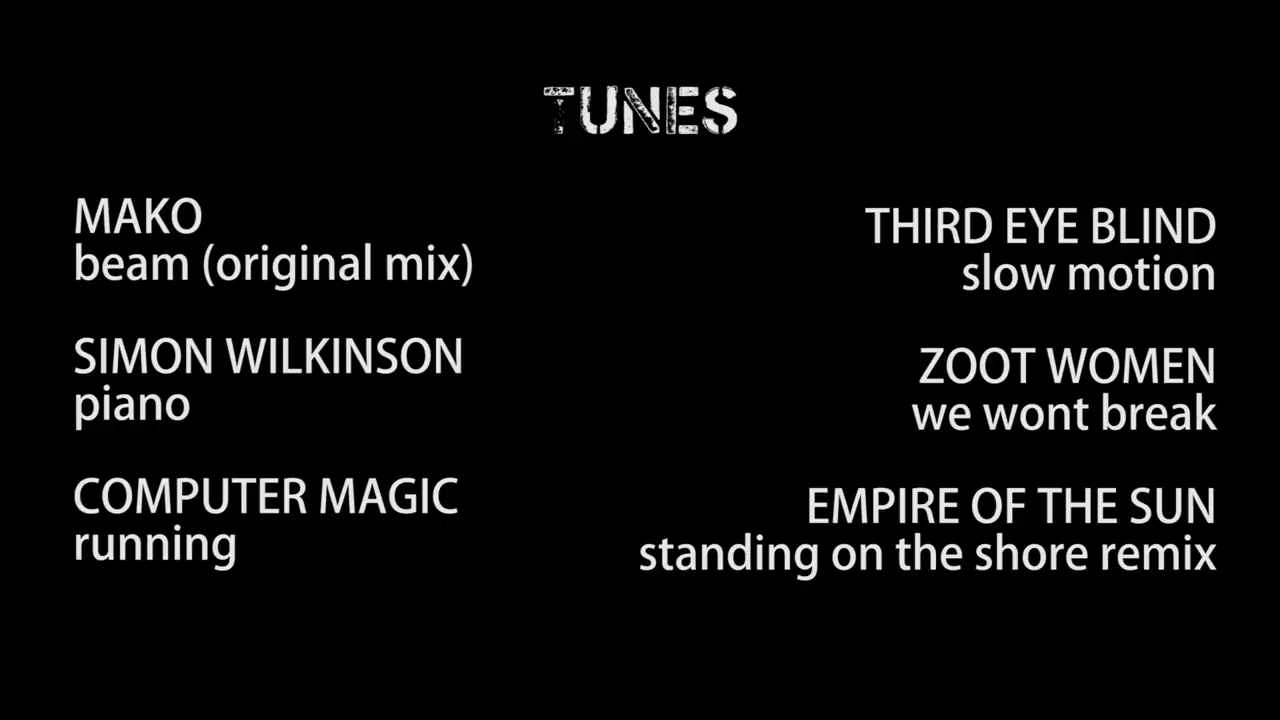 TUNES
MAKO
beam (original mix)
SIMON WILKINSON
piano
COMPUTER MAGIC
running
THIRD EYE BLIND
slow motion
ZOOT WOMEN
we wont break
EMPIRE OF THE SUN
standing on the shore remix